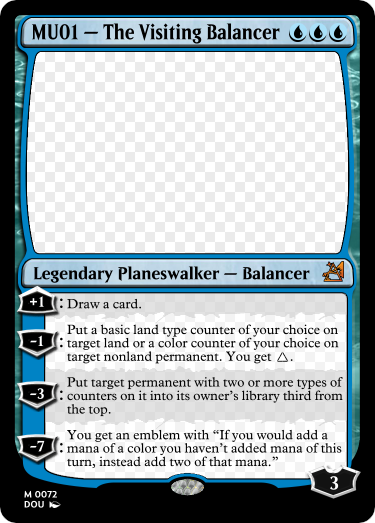 MU01 — The Visiting Balancer
Legendary Planeswalker — Balancer
+1: Draw a card.
-1: Put a basic land type counter of your choice on
target land or a color counter of your choice on
target nonland permanent. You get △.
-3: Put target permanent with two or more types of
counters on it into its owner's library third from
the top.
-7: You get an emblem with “If you would add a
mana of a color you haven't added mana of this
turn, instead add two of that mana.”
3
M 0072
DOU